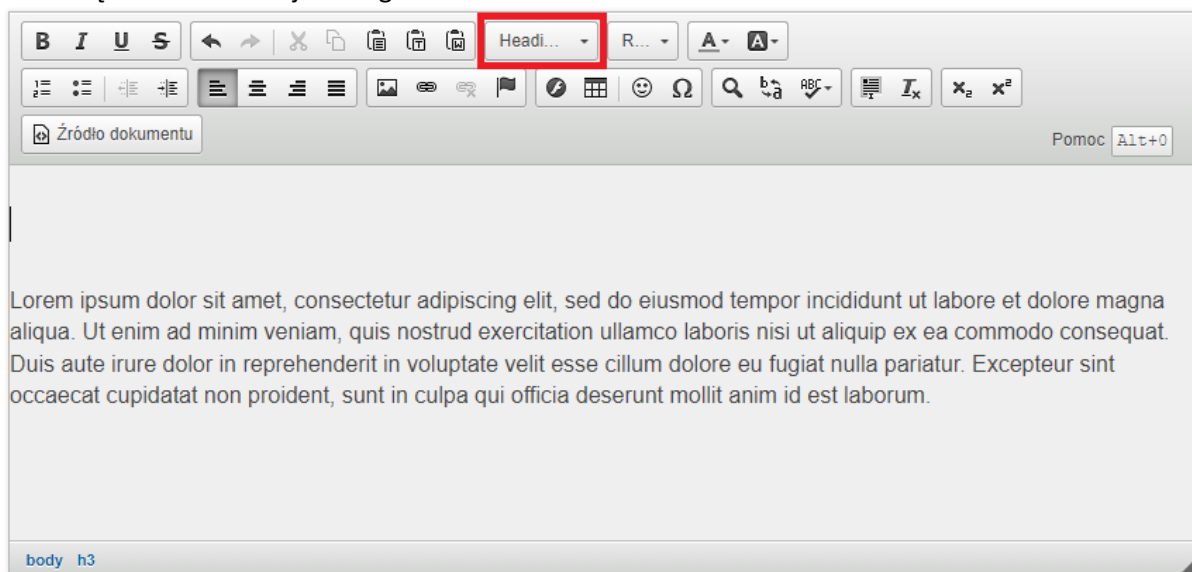 B I U S Headi... R... A A
Ω ABC Ix x₂ x²
Źródło dokumentu
Pomoc Alt+0
Lorem ipsum dolor sit amet, consectetur adipiscing elit, sed do eiusmod tempor incididunt ut labore et dolore magna
aliqua. Ut enim ad minim veniam, quis nostrud exercitation ullamco laboris nisi ut aliquip ex ea commodo consequat.
Duis aute irure dolor in reprehenderit in voluptate velit esse cillum dolore eu fugiat nulla pariatur. Excepteur sint
occaecat cupidatat non proident, sunt in culpa qui officia deserunt mollit anim id est laborum.
body h3